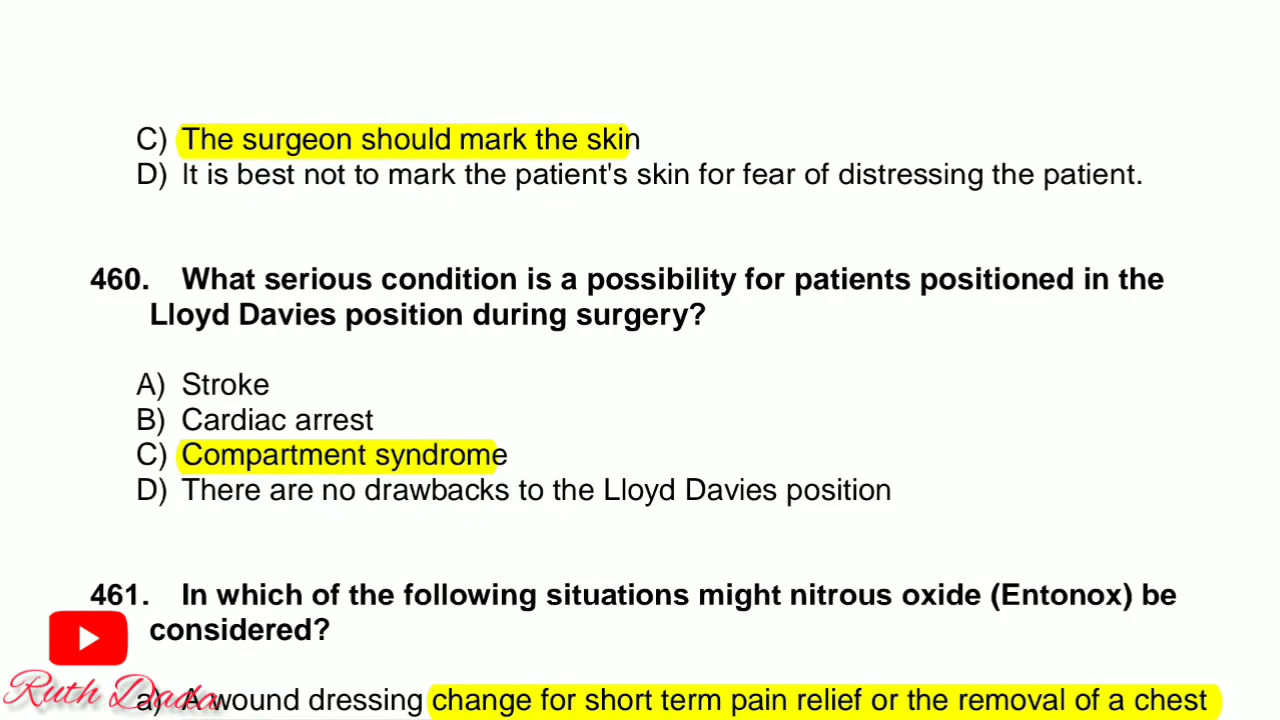 C) The surgeon should mark the skin
D) It is best not to mark the patient's skin for fear of distressing the patient.
460. What serious condition is a possibility for patients positioned in the
Lloyd Davies position during surgery?
A) Stroke
B) Cardiac arrest
C) Compartment syndrome
D) There are no drawbacks to the Lloyd Davies position
461. In which of the following situations might nitrous oxide (Entonox) be
considered?
a) A wound dressing change for short term pain relief or the removal of a chest
Ruth Dada